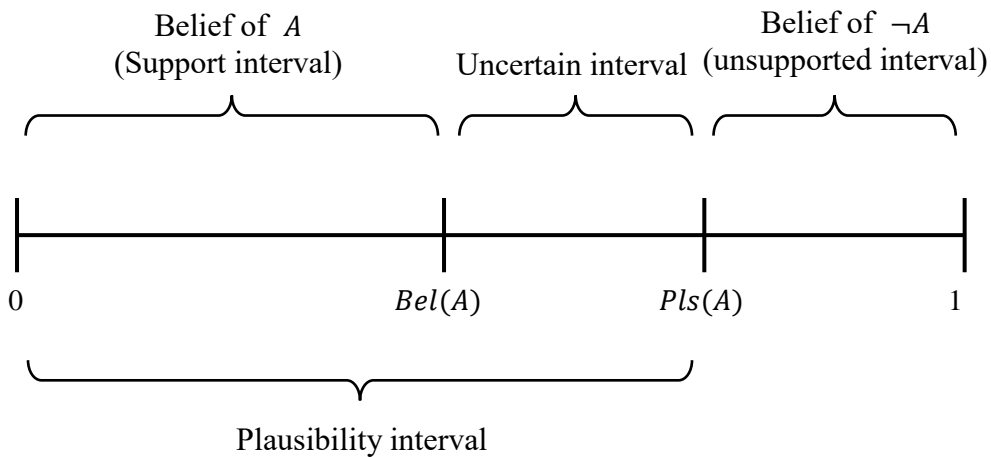 Belief of A
(Support interval)
Uncertain interval
Belief of ¬A
(unsupported interval)
0
Bel(A)
Pls(A)
1
Plausibility interval